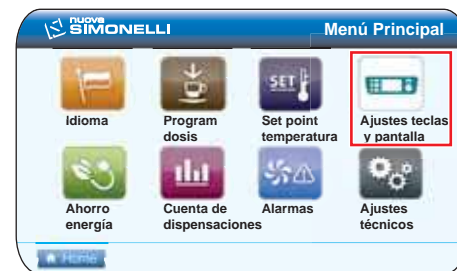 nuova
SIMONELLI
Menú Principal
SET
Idioma
Program
dosis
Set point
temperatura
Ajustes teclas
y pantalla
Ahorro
energía
Cuenta de
dispensaciones
Alarmas
Ajustes
técnicos
Home